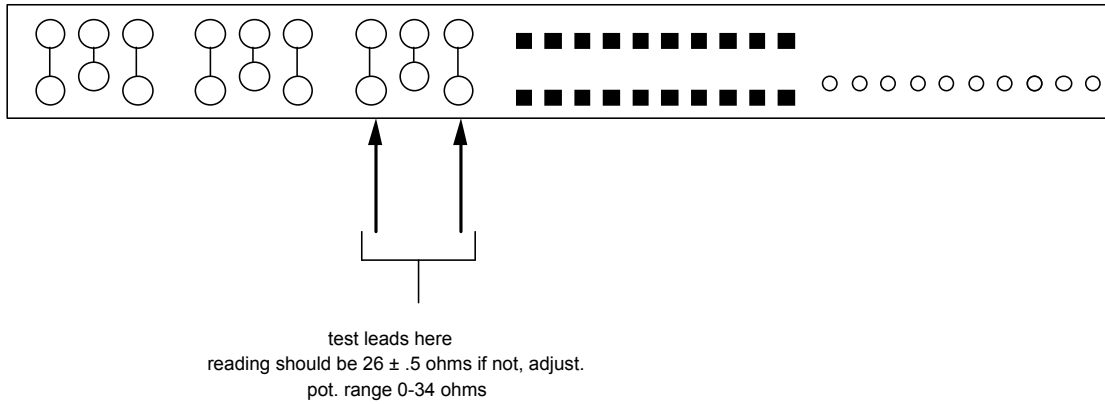 test leads here
reading should be 26 ± .5 ohms if not, adjust.
pot. range 0-34 ohms